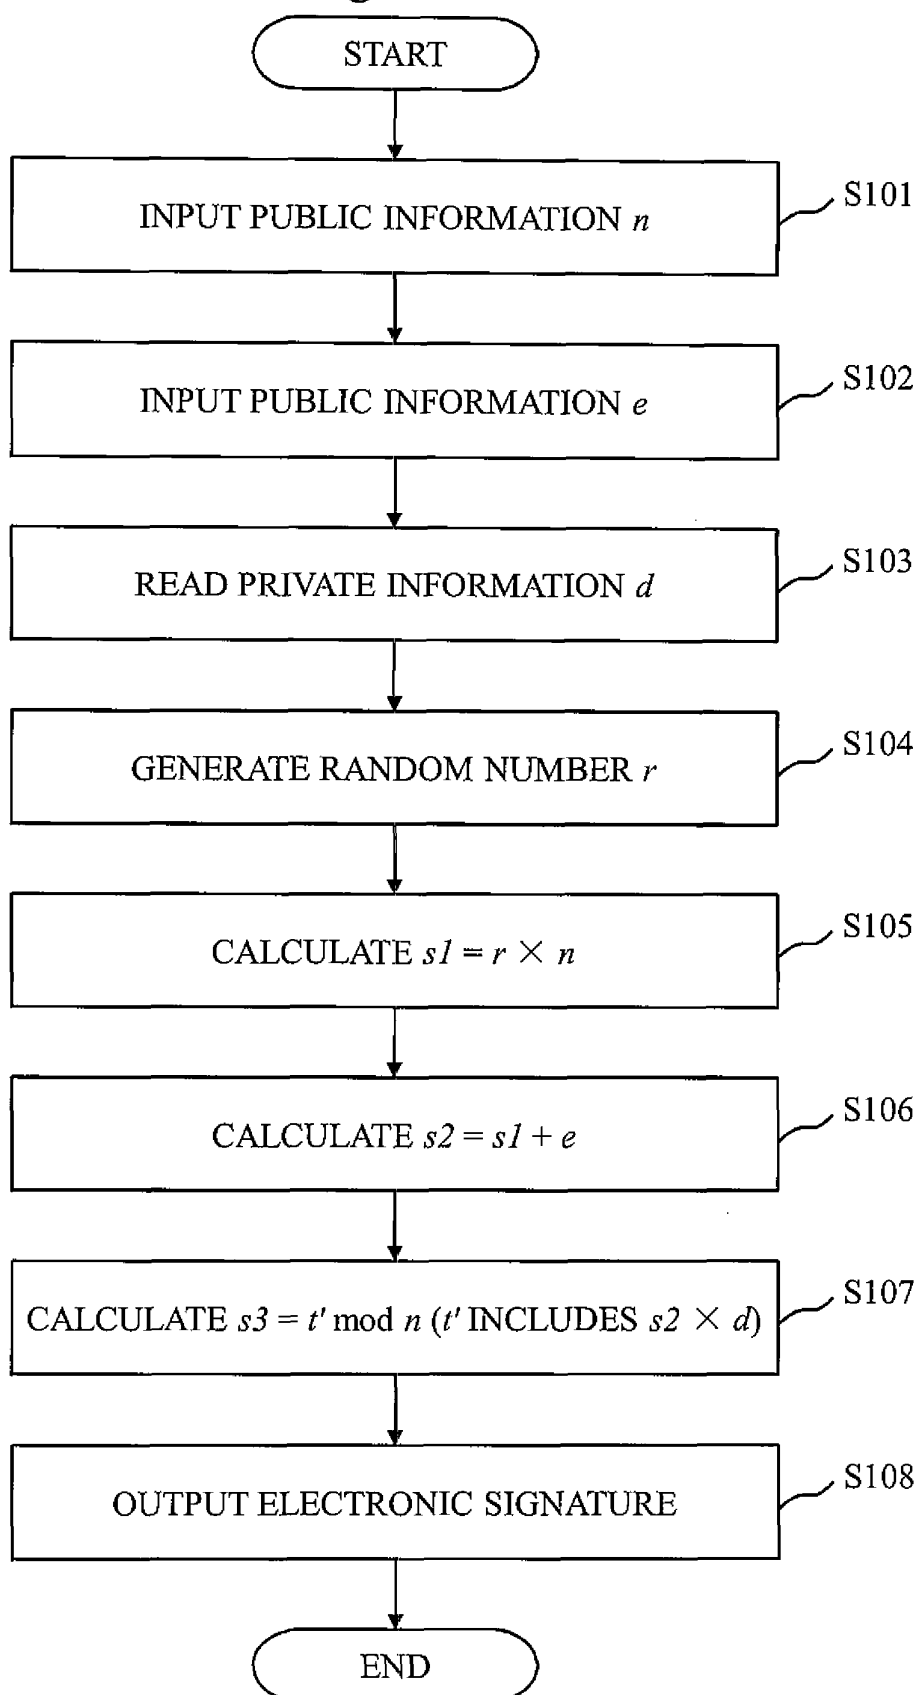 START
INPUT PUBLIC INFORMATION n
S101
INPUT PUBLIC INFORMATION e
S102
READ PRIVATE INFORMATION d
S103
GENERATE RANDOM NUMBER r
S104
CALCULATE s1 = r × n
S105
CALCULATE s2 = s1 + e
S106
CALCULATE s3 = t' mod n (t' INCLUDES s2 × d)
S107
OUTPUT ELECTRONIC SIGNATURE
S108
END